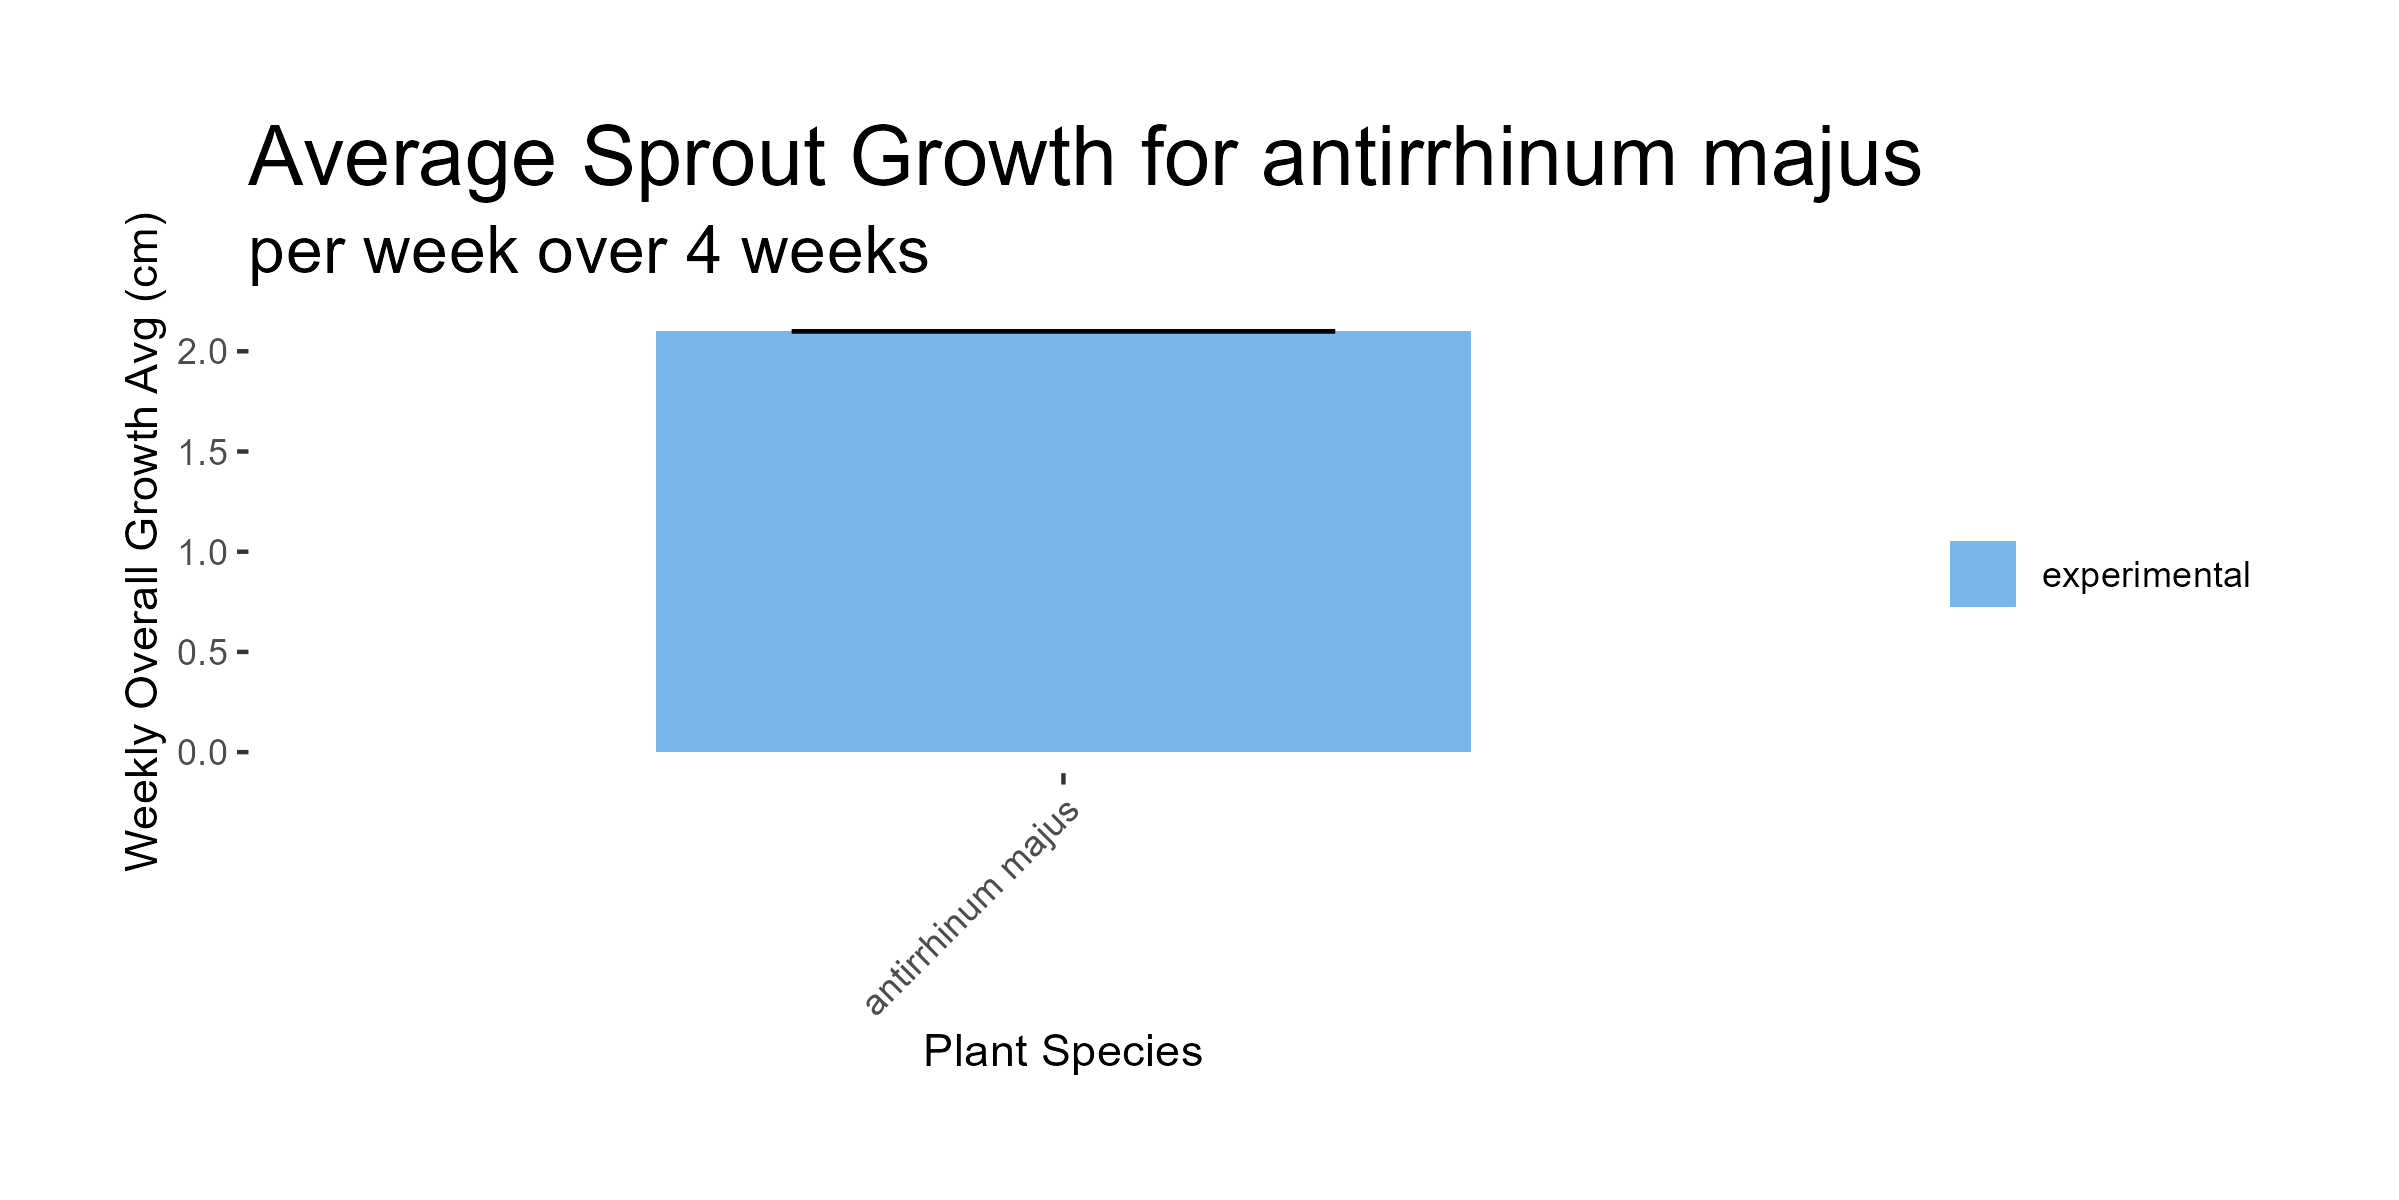 Average Sprout Growth for antirrhinum majus
per week over 4 weeks
Weekly Overall Growth Avg (cm)
2.0
1.5
1.0
0.5
0.0
antirrhinum majus
Plant Species
experimental